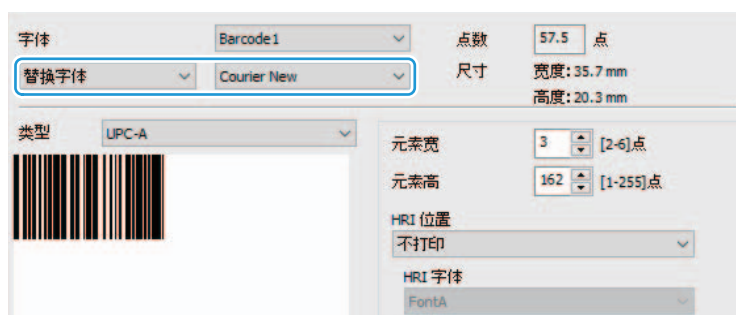 字体 Barcode1 点数 57.5 点
替换字体 Courier New 尺寸 宽度: 35.7 mm
高度: 20.3 mm
类型 UPC-A
元素宽 3 [2-6]点
元素高 162 [1-255]点
HRI 位置
不打印
HRI 字体
FontA